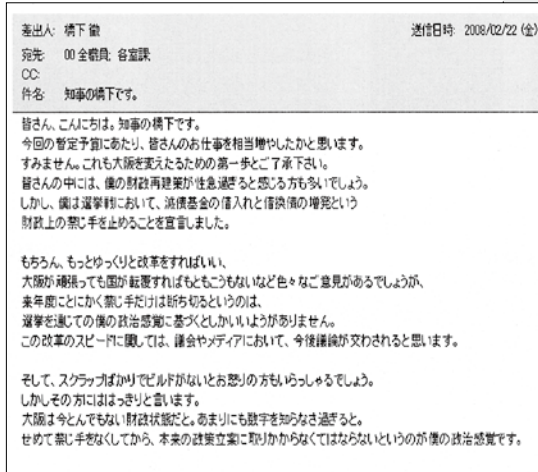 差出人: 橋下 徹 送信日時: 2008/02/22 (金)
宛先: 00 全職員; 各室課;
CC:
件名: 知事の橋下です。
皆さん、こんにちは。知事の橋下です。
今回の暫定予算にあたり、皆さんのお仕事を相当増やしたかと思います。
すみません。これも大阪を変えたるための第一歩とご了承下さい。
皆さんの中には、僕の財政再建策が性急過ぎると感じる方も多いでしょう。
しかし、僕は選挙戦において、減債基金の借入れと借換債の増発という
財政上の禁じ手を止めることを宣言しました。
もちろん、もっとゆっくりと改革をすればいい、
大阪が頑張っても国が転覆すればもともこうもないなど色々なご意見があるでしょうが、
来年度にとにかく禁じ手だけは断ち切るというのは、
選挙を通じての僕の政治感覚に基づくとしかいいようがありません。
この改革のスピードに関しては、議会やメディアにおいて、今後議論が交わされると思います。
そして、スクラップばかりでビルドがないとお怒りの方もいらっしゃるでしょう。
しかしその方にははっきりと言います。
大阪は今とんでもない財政状態だと。あまりにも数字を知らなさ過ぎると。
せめて禁じ手をなくしてから、本来の政策立案に取りかからなくてはならないというのが僕の政治感覚です。